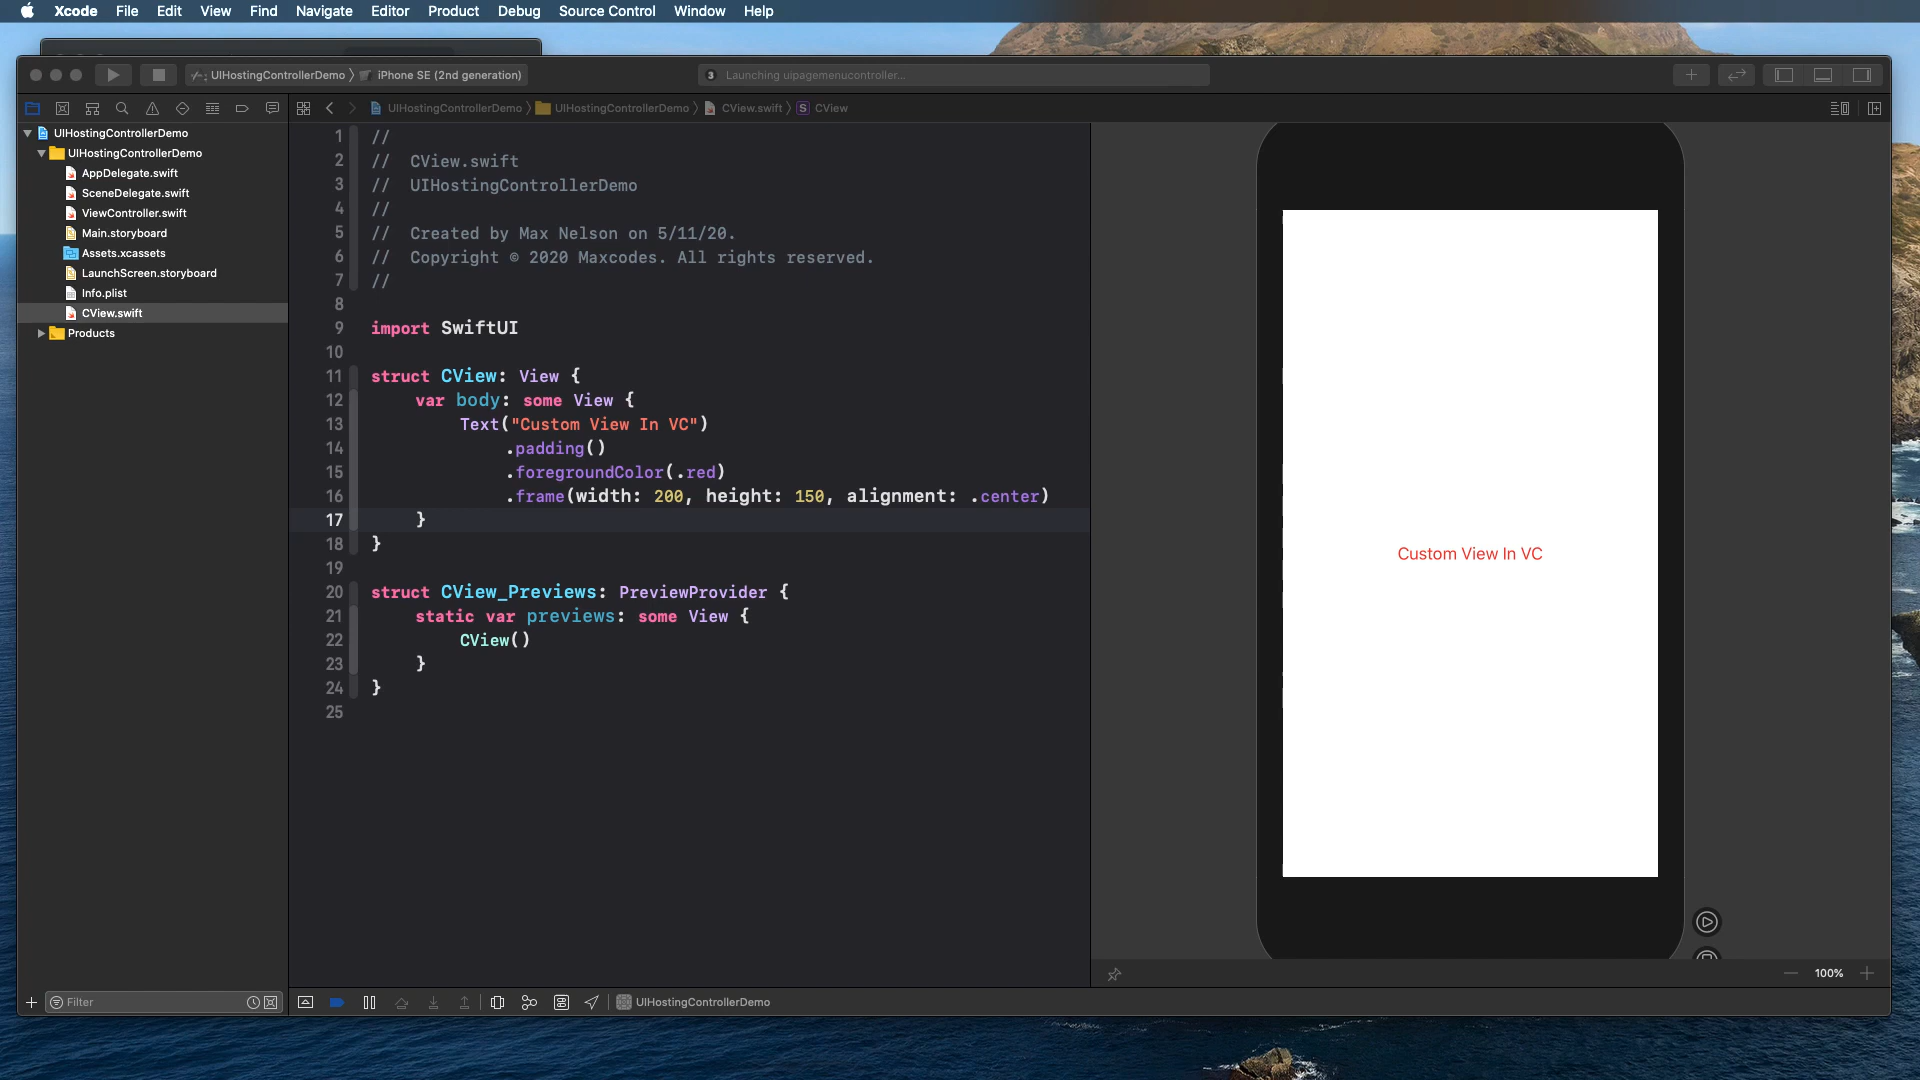 Xcode File Edit View Find Navigate Editor Product Debug Source Control Window Help
UIHostingControllerDemo iPhone SE (2nd generation)
3 Launching uipagemenucontroller...
UIHostingControllerDemo UIHostingControllerDemo CView.swift S CView
UIHostingControllerDemo
UIHostingControllerDemo
AppDelegate.swift
SceneDelegate.swift
ViewController.swift
Main.storyboard
Assets.xcassets
LaunchScreen.storyboard
Info.plist
CView.swift
Products
1 //
2 //  CView.swift
3 //  UIHostingControllerDemo
4 //
5 //  Created by Max Nelson on 5/11/20.
6 //  Copyright © 2020 Maxcodes. All rights reserved.
7 //
8
9 import SwiftUI
10
11 struct CView: View {
12     var body: some View {
13         Text("Custom View In VC")
14             .padding()
15             .foregroundColor(.red)
16             .frame(width: 200, height: 150, alignment: .center)
17     }
18 }
19
20 struct CView_Previews: PreviewProvider {
21     static var previews: some View {
22         CView()
23     }
24 }
25
Custom View In VC
100%
Filter
UIHostingControllerDemo